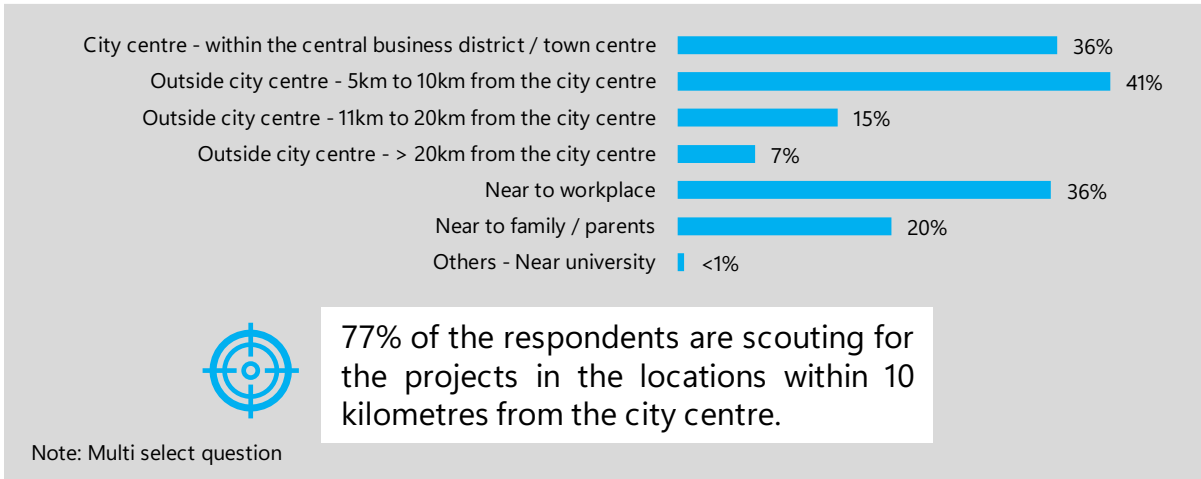 City centre - within the central business district / town centre 36%
Outside city centre - 5km to 10km from the city centre 41%
Outside city centre - 11km to 20km from the city centre 15%
Outside city centre - > 20km from the city centre 7%
Near to workplace 36%
Near to family / parents 20%
Others - Near university <1%
77% of the respondents are scouting for
the projects in the locations within 10
kilometres from the city centre.
Note: Multi select question